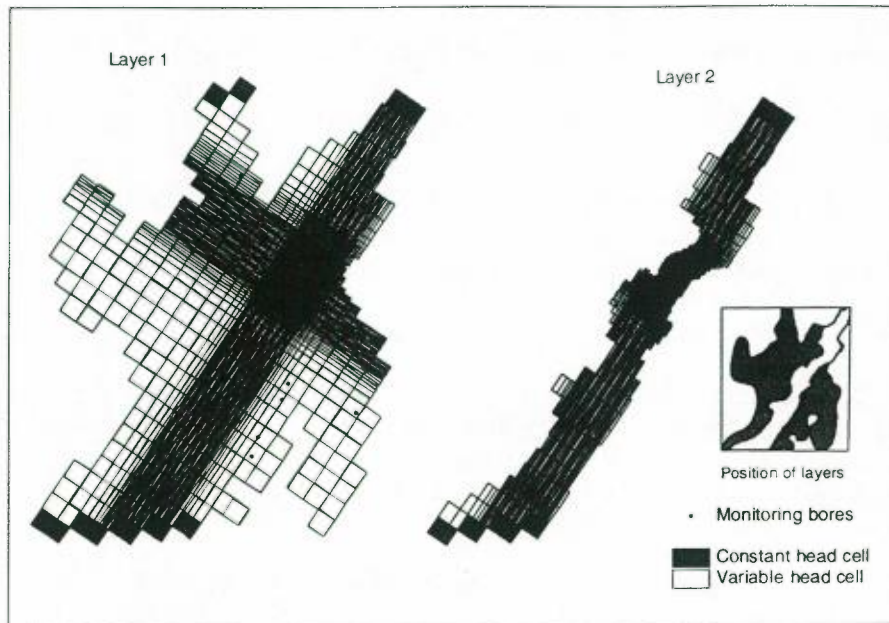 Layer 1
Layer 2
Position of layers
Monitoring bores
Constant head cell
Variable head cell